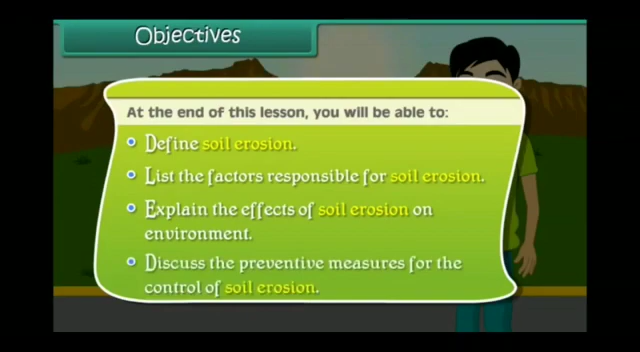 Objectives
At the end of this lesson, you will be able to:
Define soil erosion.
List the factors responsible for soil erosion.
Explain the effects of soil erosion on
environment.
Discuss the preventive measures for the
control of soil erosion.